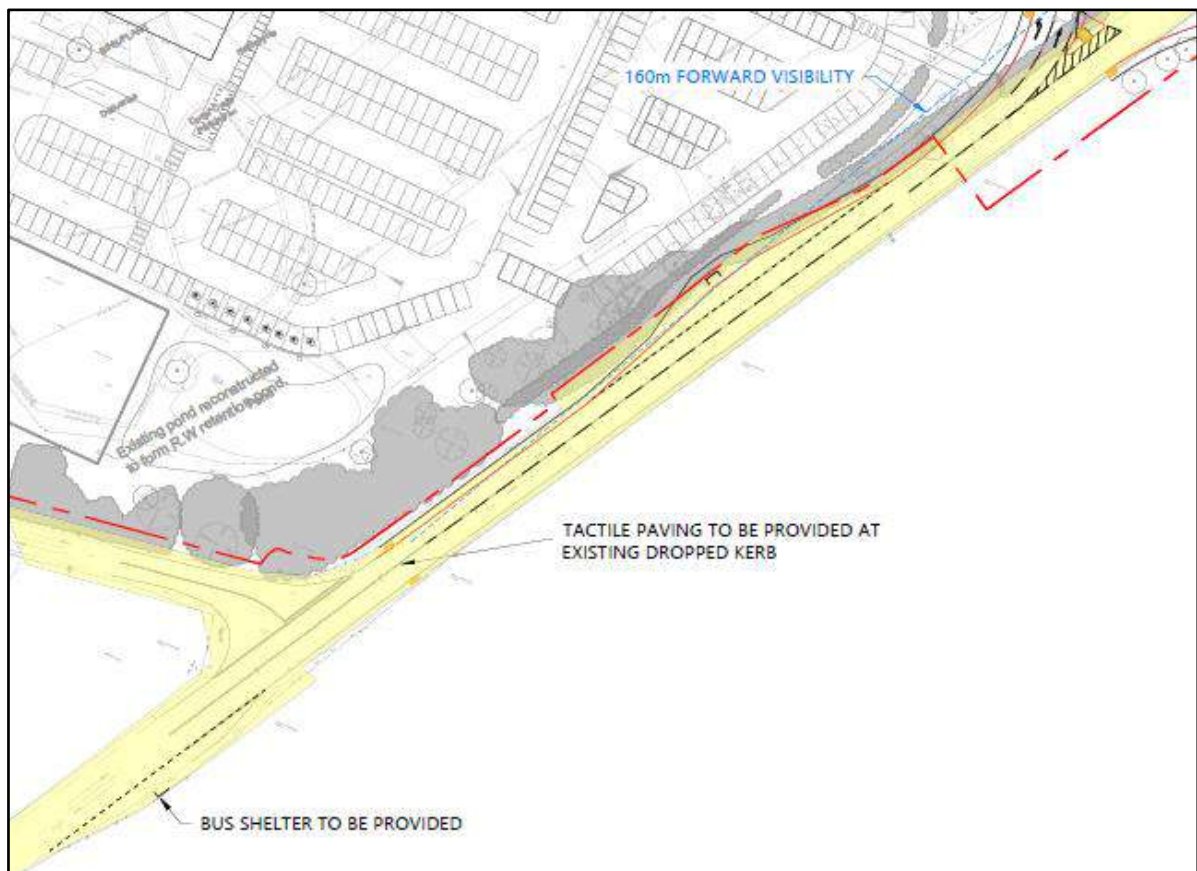 160m FORWARD VISIBILITY
Existing pond reconstructed
to form R.W retention pond.
TACTILE PAVING TO BE PROVIDED AT
EXISTING DROPPED KERB
BUS SHELTER TO BE PROVIDED